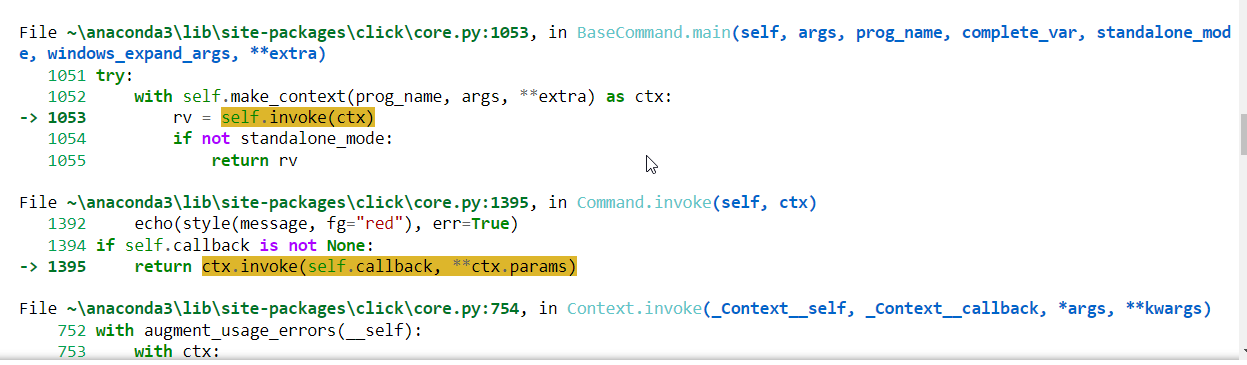 File ~\anaconda3\lib\site-packages\click\core.py:1053, in BaseCommand.main(self, args, prog_name, complete_var, standalone_mod
e, windows_expand_args, **extra)
1051 try:
1052     with self.make_context(prog_name, args, **extra) as ctx:
-> 1053         rv = self.invoke(ctx)
1054         if not standalone_mode:
1055             return rv
File ~\anaconda3\lib\site-packages\click\core.py:1395, in Command.invoke(self, ctx)
1392     echo(style(message, fg="red"), err=True)
1394 if self.callback is not None:
-> 1395     return ctx.invoke(self.callback, **ctx.params)
File ~\anaconda3\lib\site-packages\click\core.py:754, in Context.invoke(_Context__self, _Context__callback, *args, **kwargs)
752 with augment_usage_errors(__self):
753     with ctx: